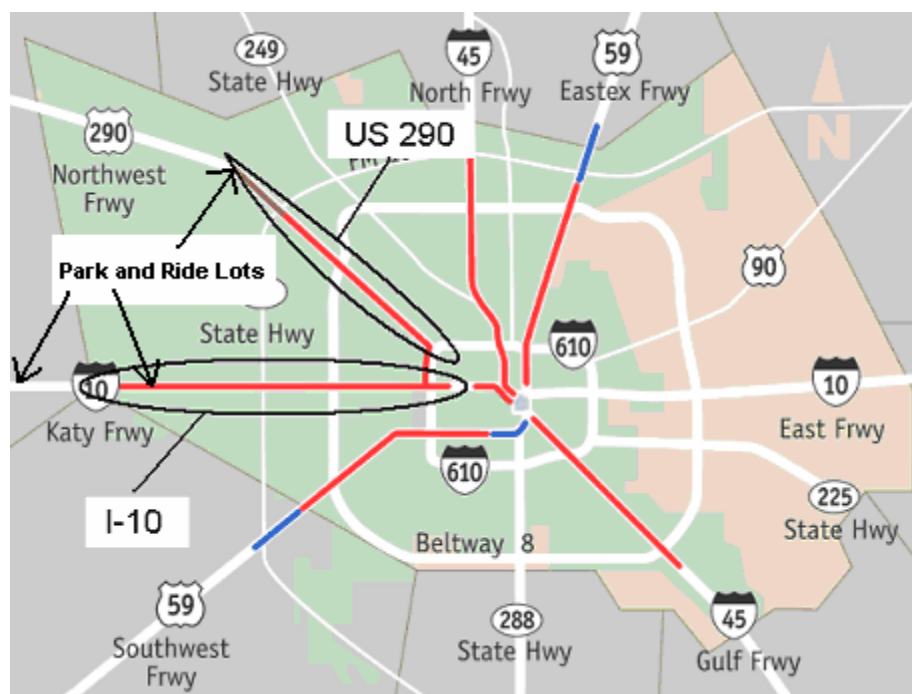 249
State Hwy
45
North Frwy
59
Eastex Frwy
US 290
290
Northwest
Frwy
FM
N
Park and Ride Lots
90
State Hwy
610
10
Katy Frwy
10
East Frwy
610
I-10
225
State Hwy
Beltway 8
59
Southwest
Frwy
288
State Hwy
45
Gulf Frwy